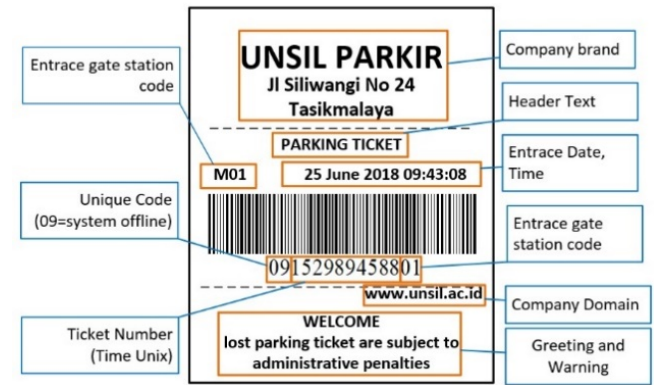 Entrace gate station
code
Unique Code
(09=system offline)
Ticket Number
(Time Unix)
UNSIL PARKIR
Jl Siliwangi No 24
Tasikmalaya
PARKING TICKET
M01 25 June 2018 09:43:08
09152989458801
www.unsil.ac.id
WELCOME
lost parking ticket are subject to
administrative penalties
Company brand
Header Text
Entrace Date,
Time
Entrace gate
station code
Company Domain
Greeting and
Warning